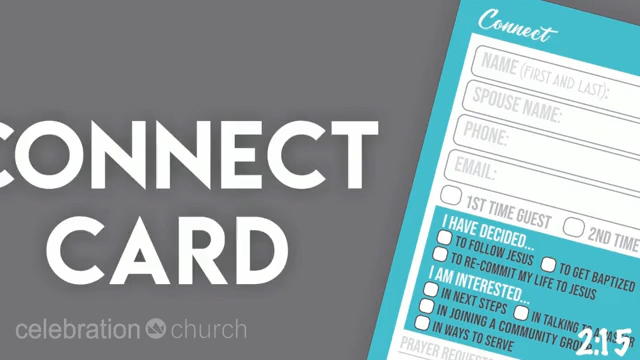 CONNECT
CARD
celebration church
Connect
NAME (FIRST AND LAST):
SPOUSE NAME:
PHONE:
EMAIL:
1ST TIME GUEST
2ND TIME
I HAVE DECIDED...
TO FOLLOW JESUS TO GET BAPTIZED
TO RE-COMMIT MY LIFE TO JESUS
I AM INTERESTED...
IN NEXT STEPS IN TALKING
IN JOINING A COMMUNITY GROUP
IN WAYS TO SERVE
PRAYER REQUESTS
2:15